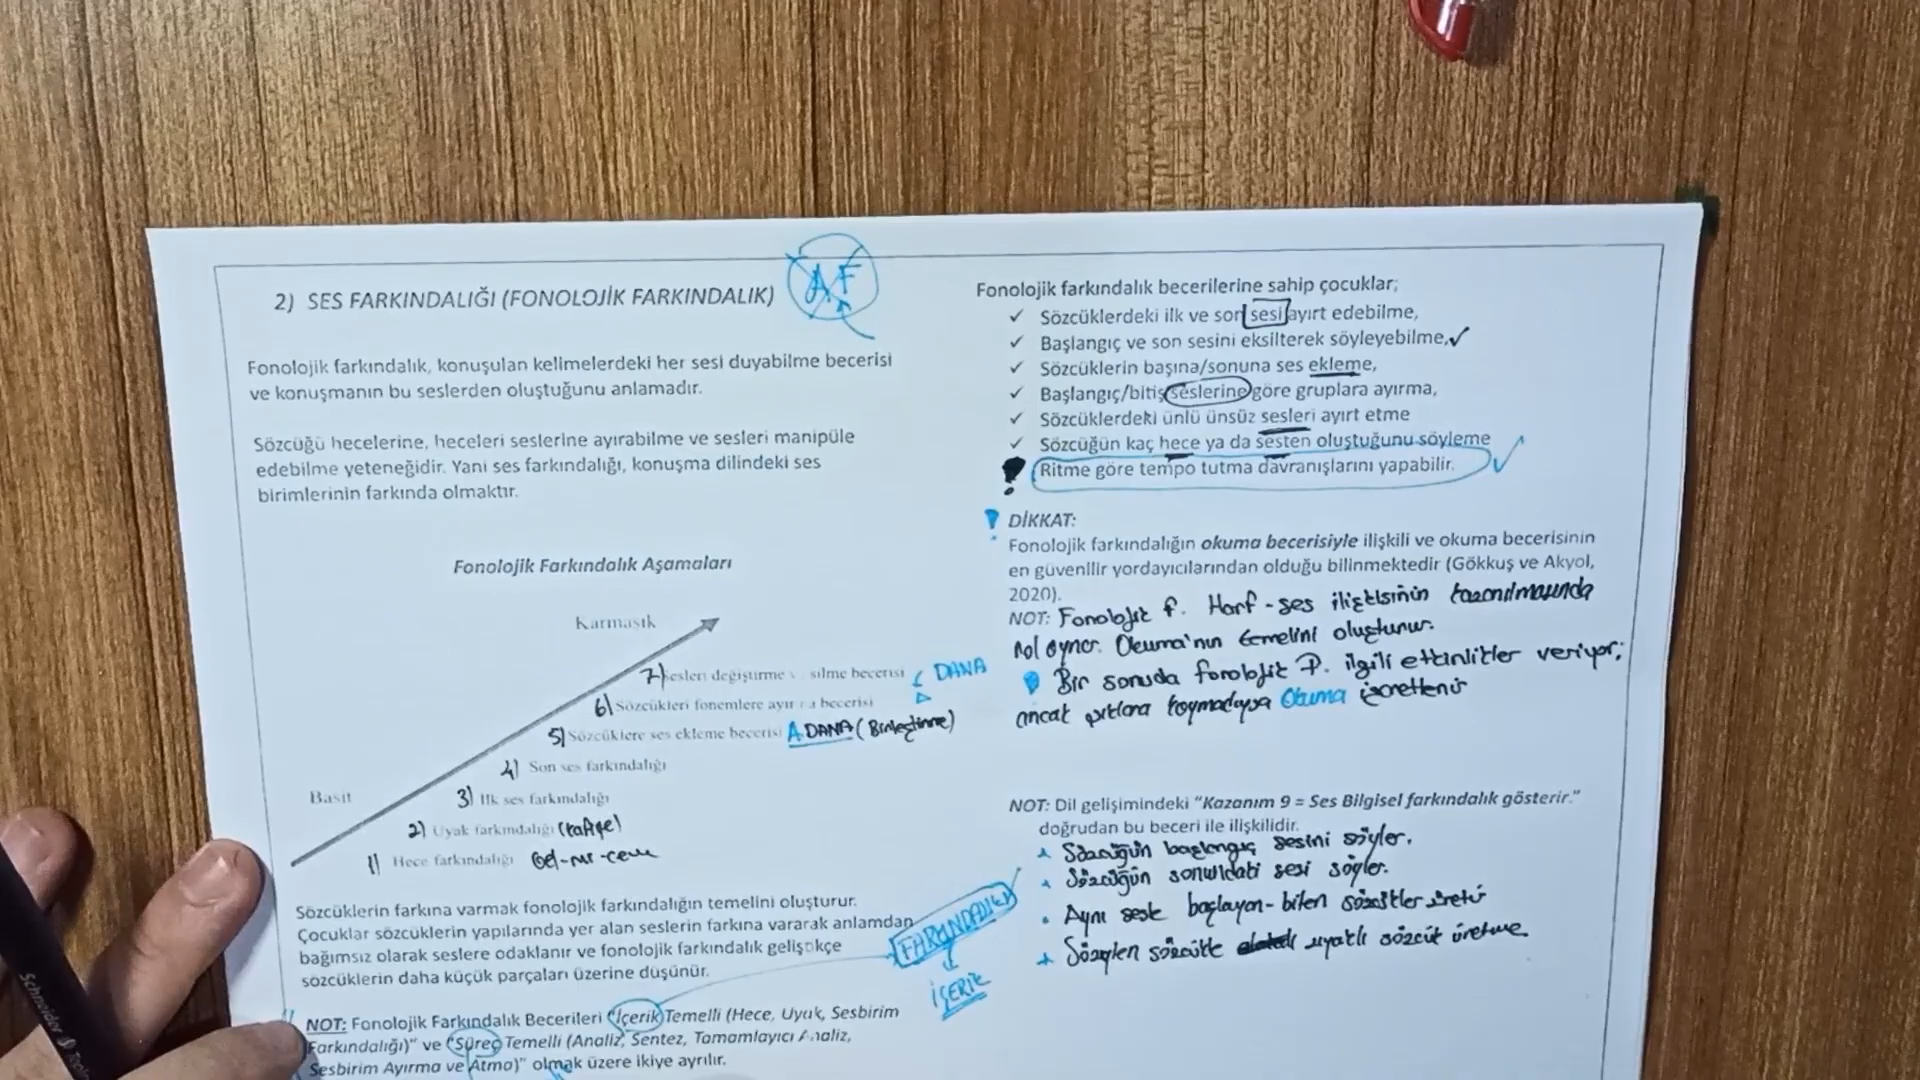 2) SES FARKINDALIĞI (FONOLOJİK FARKINDALIK)
AF
Fonolojik farkındalık, konuşulan kelimelerdeki her sesi duyabilme becerisi
ve konuşmanın bu seslerden oluştuğunu anlamadır.
Sözcüğü hecelerine, heceleri seslerine ayırabilme ve sesleri manipüle
edebilme yeteneğidir. Yani ses farkındalığı, konuşma dilindeki ses
birimlerinin farkında olmaktır.
Fonolojik Farkındalık Aşamaları
Karmaşık
7) Sesleri değiştirme silme becerisi DANA
6) Sözcükleri fonemlere ayırma becerisi
5) Sözcüklere ses ekleme becerisi A.DANA (Birleştirme)
4) Son ses farkındalığı
Basit
3) İlk ses farkındalığı
2) Uyak farkındalığı
1) Hece farkındalığı
Sözcüklerin farkına varmak fonolojik farkındalığın temelini oluşturur.
Çocuklar sözcüklerin yapılarında yer alan seslerin farkına vararak anlamdan
bağımsız olarak seslere odaklanır ve fonolojik farkındalık geliştikçe
sözcüklerin daha küçük parçaları üzerine düşünür.
FARKINDALIK
İÇERİK
NOT: Fonolojik Farkındalık Becerileri "İçerik Temelli (Hece, Uyak, Sesbirim
Farkındalığı)" ve "Süreç Temelli (Analiz, Sentez, Tamamlayıcı Analiz,
Sesbirim Ayırma ve Atma)" olmak üzere ikiye ayrılır.
Fonolojik farkındalık becerilerine sahip çocuklar;
✓ Sözcüklerdeki ilk ve son sesi ayırt edebilme,
✓ Başlangıç ve son sesini eksilterek söyleyebilme, ✓
✓ Sözcüklerin başına/sonuna ses ekleme,
✓ Başlangıç/bitiş seslerine göre gruplara ayırma,
✓ Sözcüklerdeki ünlü ünsüz sesleri ayırt etme
✓ Sözcüğün kaç hece ya da sesten oluştuğunu söyleme
! Ritme göre tempo tutma davranışlarını yapabilir. ✓
! DİKKAT:
Fonolojik farkındalığın okuma becerisiyle ilişkili ve okuma becerisinin
en güvenilir yordayıcılarından olduğu bilinmektedir (Gökkuş ve Akyol,
2020).
NOT: Fonolojik f. Harf-ses ilişkisinin kazanılmasında
rol oynar. Okuma'nın temelini oluşturur.
Bir soruda fonolojik F. ilgili etkinlikler veriyor;
ancak şıklara koymadıysa Okuma işaretlenir
NOT: Dil gelişimindeki "Kazanım 9 = Ses Bilgisel farkındalık gösterir."
doğrudan bu beceri ile ilişkilidir.
Sözcüğün başlangıç sesini söyler.
Sözcüğün sonundaki sesi söyler.
Aynı sesle başlayan-biten sözcükler üretir
sözcükle uyaklı sözcük üretme
Schneider